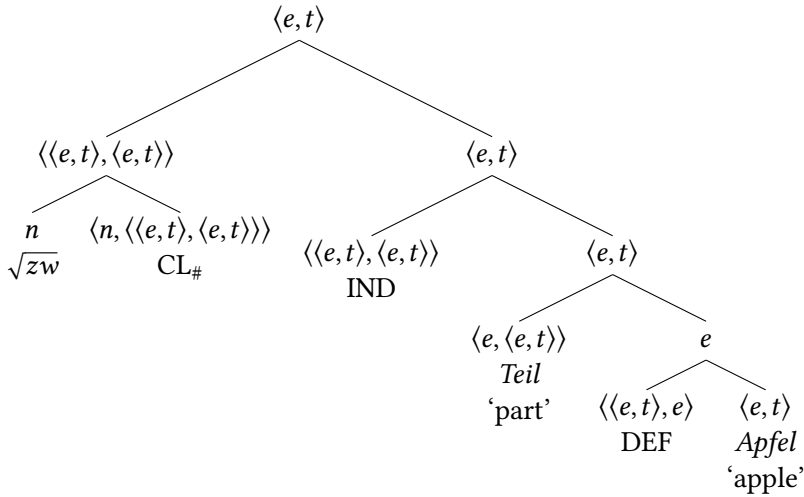 ⟨e, t⟩
⟨⟨e, t⟩, ⟨e, t⟩⟩ ⟨e, t⟩
n ⟨n, ⟨⟨e, t⟩, ⟨e, t⟩⟩⟩ ⟨⟨e, t⟩, ⟨e, t⟩⟩ ⟨e, t⟩
√zw CL# IND
⟨e, ⟨e, t⟩⟩ e
Teil
‘part’ ⟨⟨e, t⟩, e⟩ ⟨e, t⟩
DEF Apfel
‘apple’